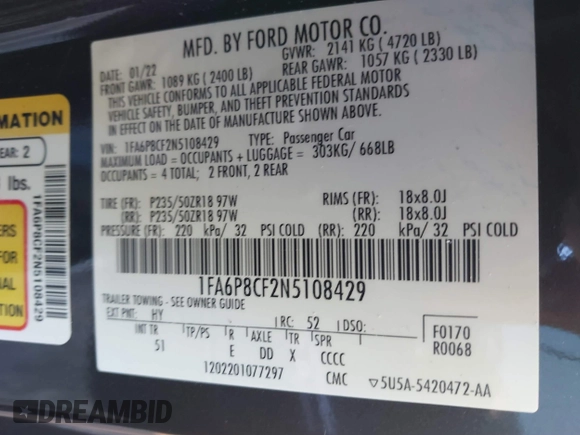 MFD. BY FORD MOTOR CO.
DATE: 01/22 GVWR: 2141 KG ( 4720 LB)
FRONT GAWR: 1089 KG ( 2400 LB) REAR GAWR: 1057 KG ( 2330 LB)
THIS VEHICLE CONFORMS TO ALL APPLICABLE FEDERAL MOTOR
VEHICLE SAFETY, BUMPER, AND THEFT PREVENTION STANDARDS
IN EFFECT ON THE DATE OF MANUFACTURE SHOWN ABOVE.
VIN: 1FA6P8CF2N5108429 TYPE: Passenger Car
MAXIMUM LOAD = OCCUPANTS + LUGGAGE = 303KG/ 668LB
OCCUPANTS = 4 TOTAL; 2 FRONT, 2 REAR
TIRE (FR): P235/50ZR18 97W RIMS (FR): 18x8.0J
(RR): P235/50ZR18 97W (RR): 18x8.0J
PRESSURE (FR): 220 kPa/ 32 PSI COLD (RR): 220 kPa/ 32 PSI COLD
1FA6P8CF2N5108429
TRAILER TOWING - SEE OWNER GUIDE
EXT PNT: HY RC: 52 DSO: F0170
INT TR TP/PS R AXLE TR SPR R0068
51 E DD X CCCC
1202201077297 CMC 5U5A-5420472-AA
MATION
EAR: 2
lbs.
ERS
FOR
NAL
TION
1FA6P8CF2N5108429
DREAMBID